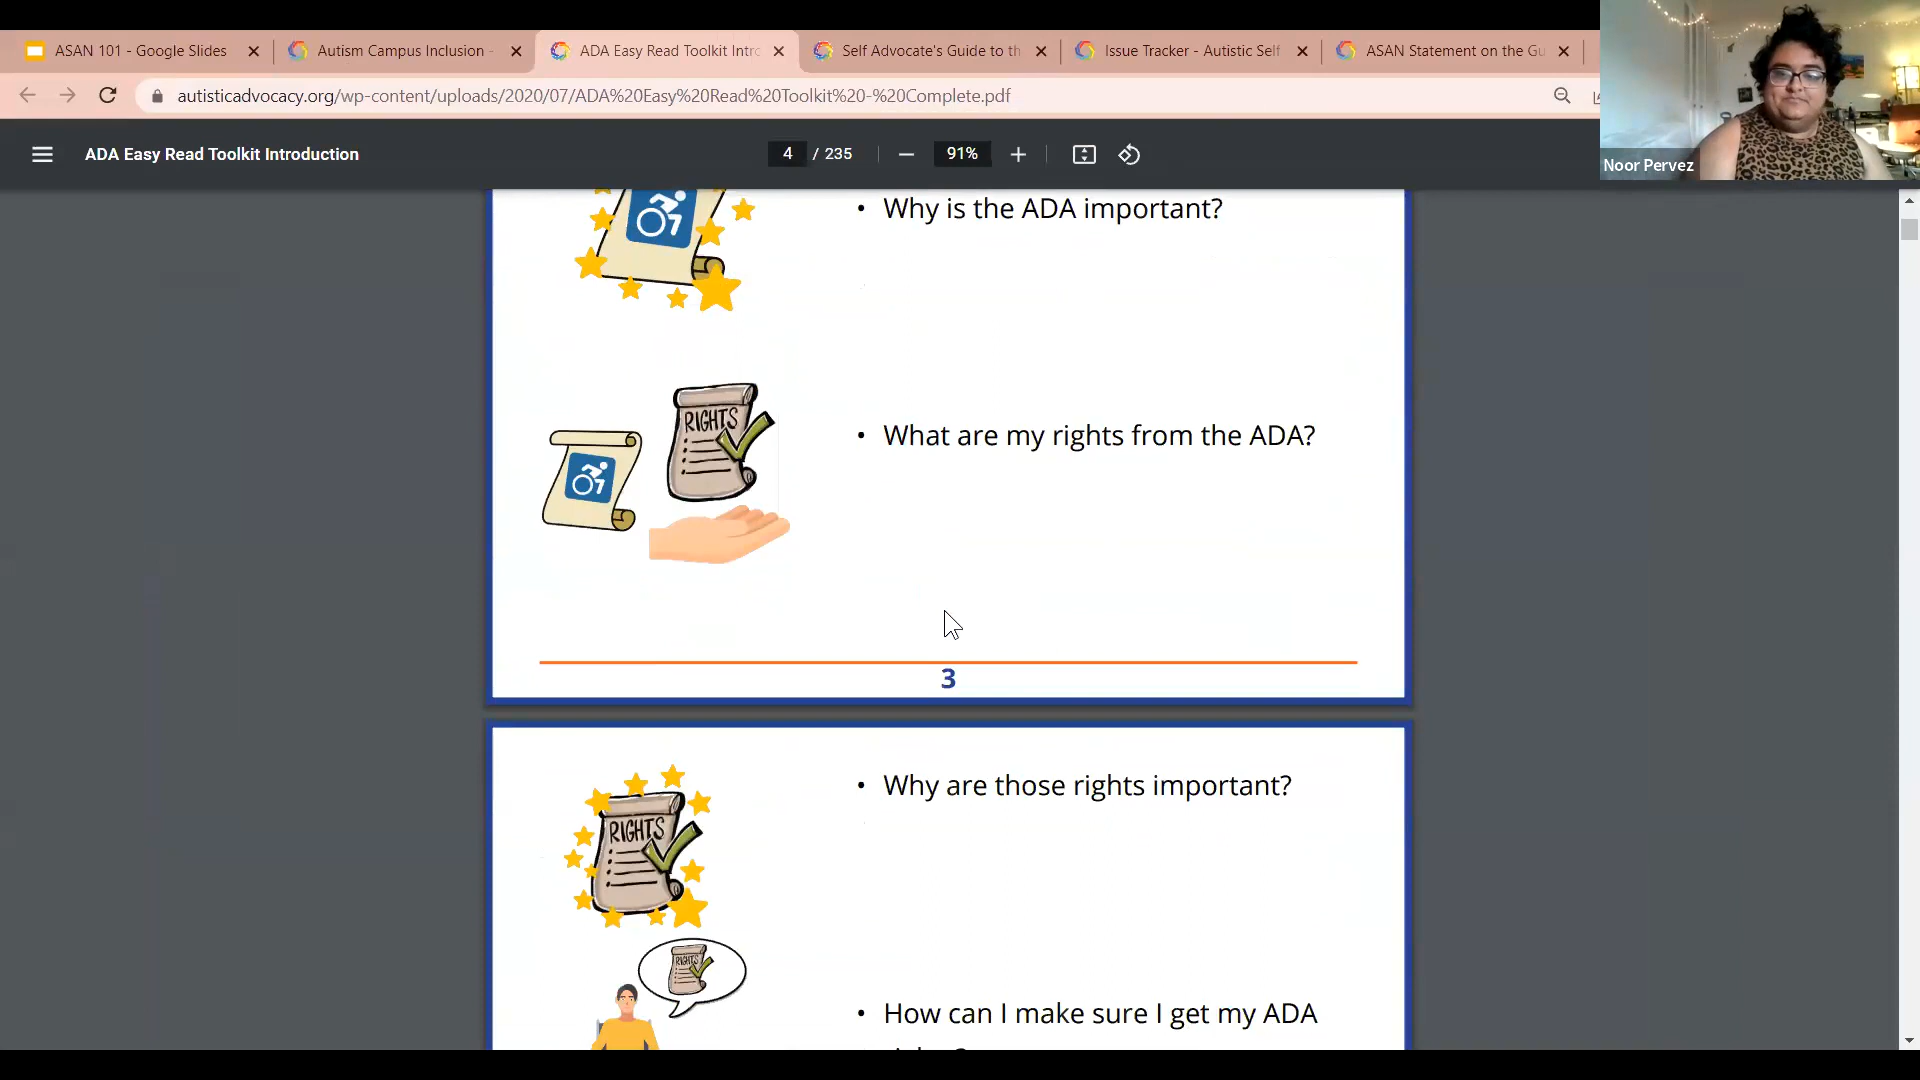 ASAN 101 - Google Slides
Autism Campus Inclusion -
ADA Easy Read Toolkit Intro
Self Advocate's Guide to th
Issue Tracker - Autistic Self
ASAN Statement on the Gu
autisticadvocacy.org/wp-content/uploads/2020/07/ADA%20Easy%20Read%20Toolkit%20-%20Complete.pdf
ADA Easy Read Toolkit Introduction
4 / 235
91%
Noor Pervez
• Why is the ADA important?
RIGHTS
• What are my rights from the ADA?
3
• Why are those rights important?
RIGHTS
RIGHTS
• How can I make sure I get my ADA